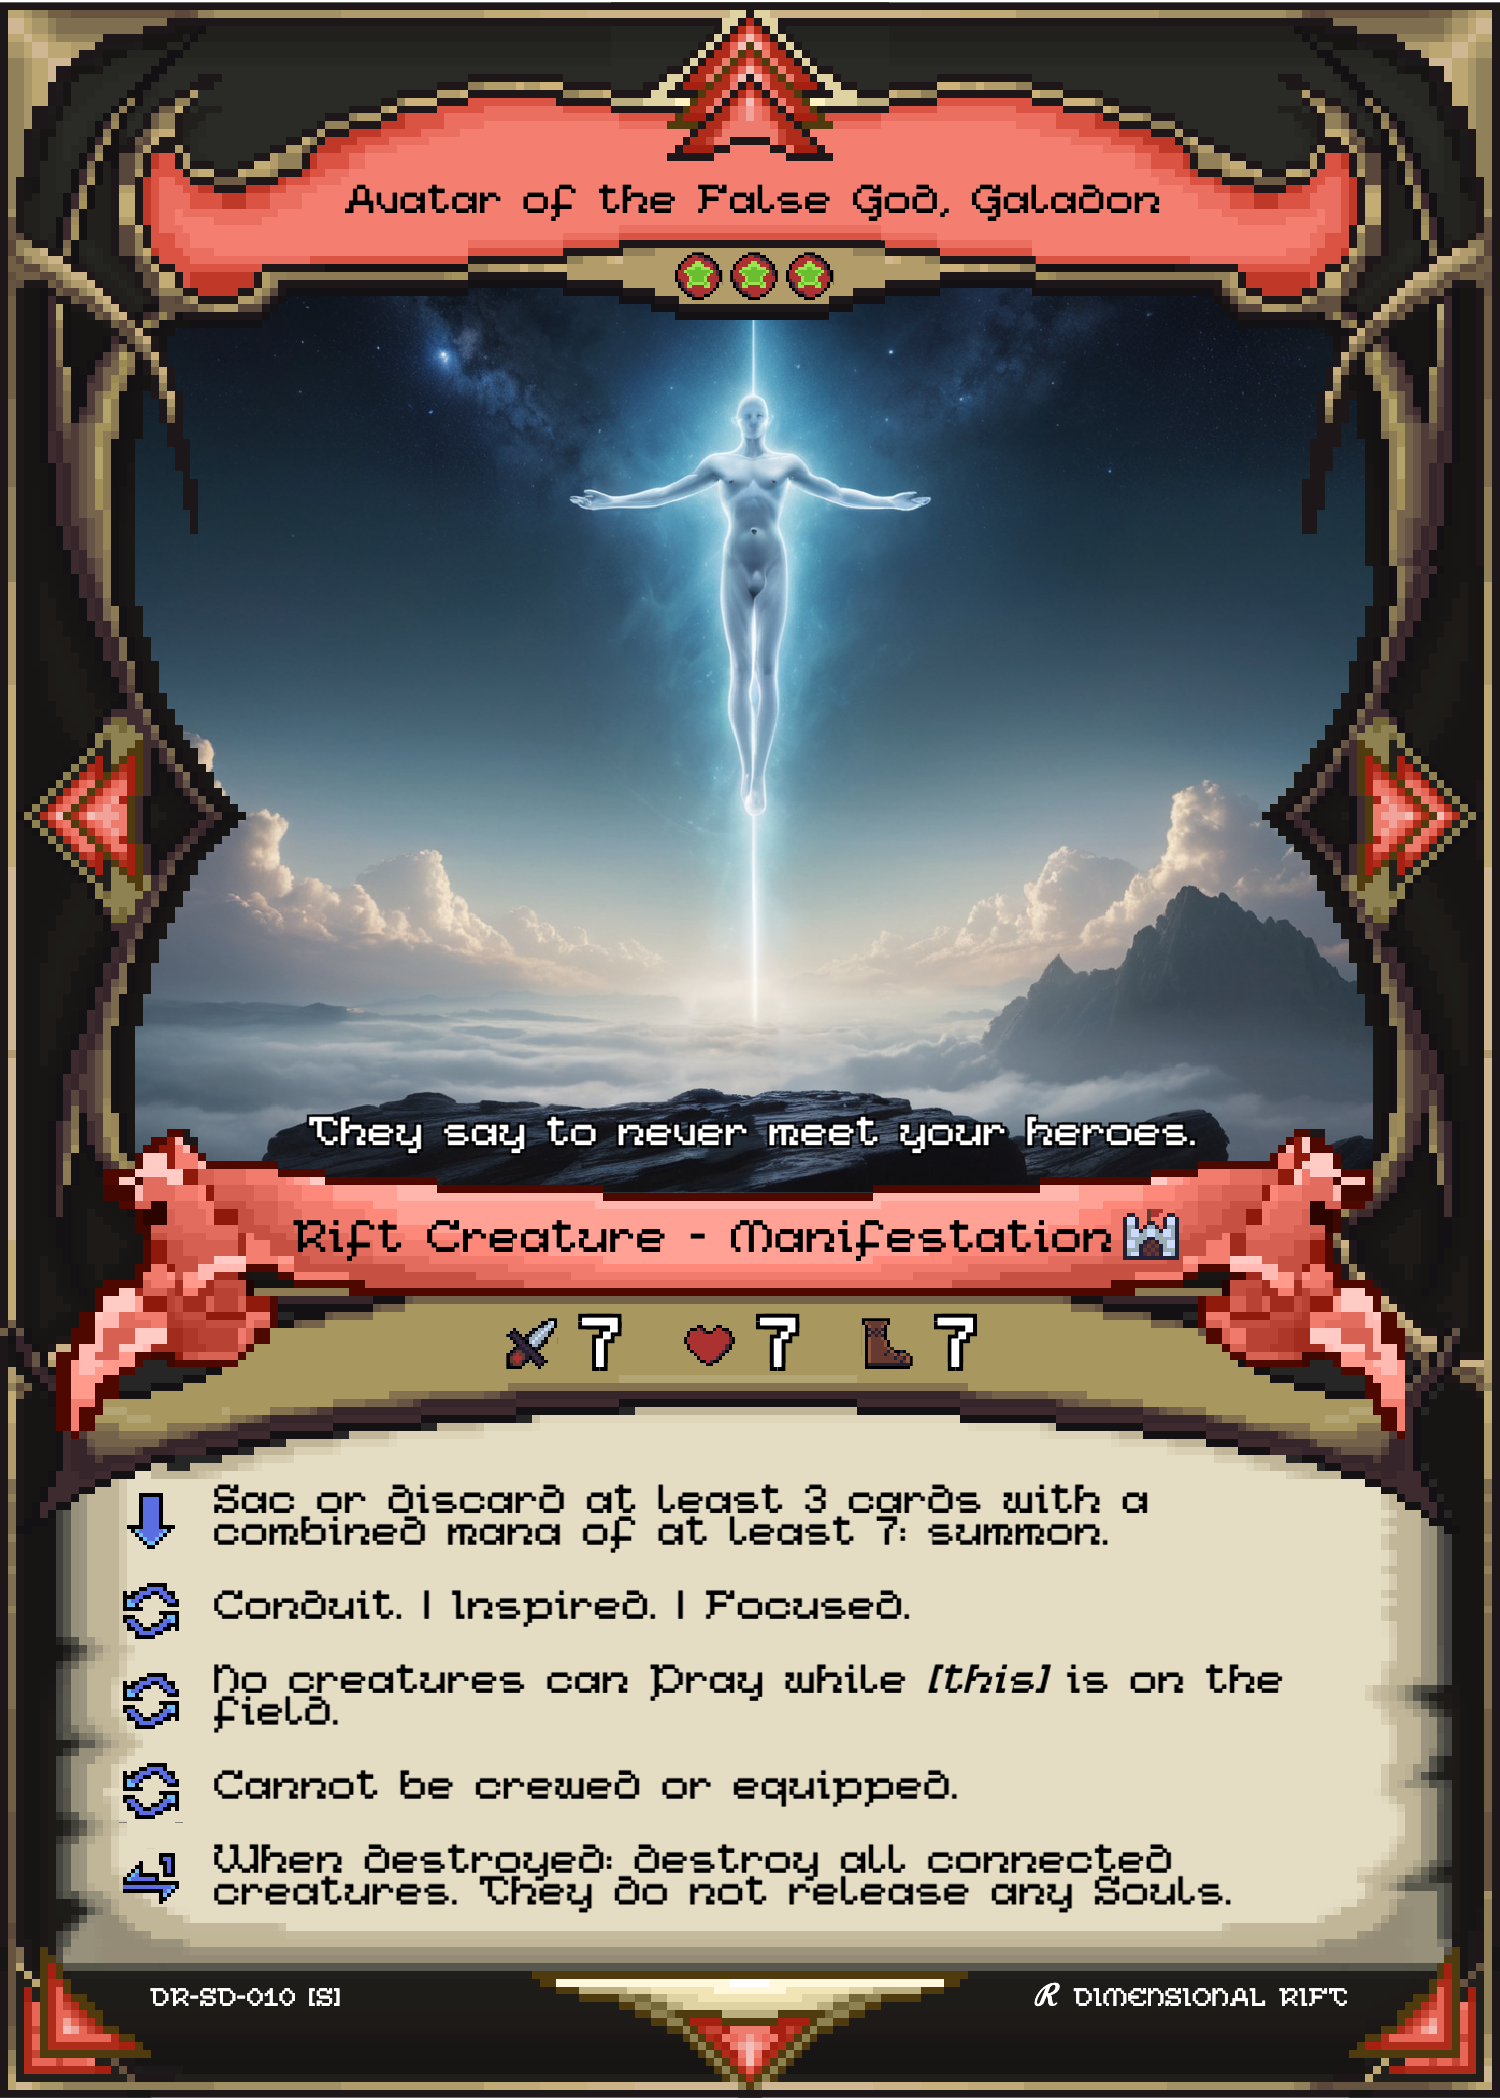 Avatar of the False God, Galadon
They say to never meet your heroes.
Rift Creature - Manifestation
7 7 7
Sac or discard at least 3 cards with a
combined mana of at least 7: summon.
Conduit. | Inspired. | Focused.
No creatures can Pray while [this] is on the
field.
Cannot be crewed or equipped.
When destroyed: destroy all connected
creatures. They do not release any Souls.
DR-SD-010 [S]
R DIMENSIONAL RIFT